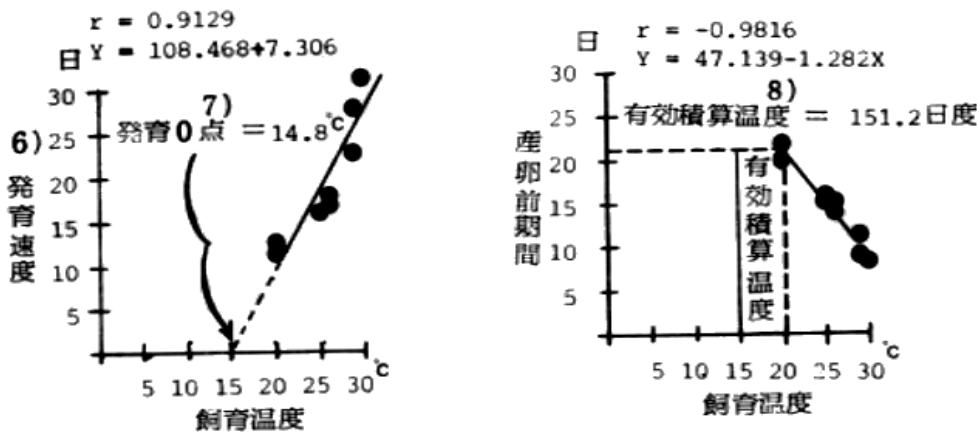 r = 0.9129
Y = 108.468+7.306
日
30
25
20
15
10
5
6)
発育速度
7)
発育0点 =14.8℃
5 10 15 20 25 30 ℃
飼育温度
r = -0.9816
Y = 47.139-1.282X
日
30
25
20
15
10
5
産卵前期間
8)
有効積算温度 = 151.2日度
有効積算温度
5 10 15 20 25 30 ℃
飼育温度